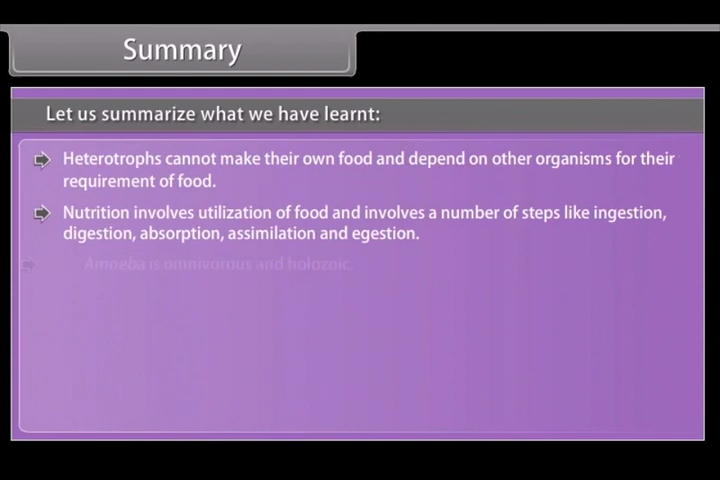 Summary
Let us summarize what we have learnt:
Heterotrophs cannot make their own food and depend on other organisms for their
requirement of food.
Nutrition involves utilization of food and involves a number of steps like ingestion,
digestion, absorption, assimilation and egestion.
Amoeba is omnivorous and holozoic.